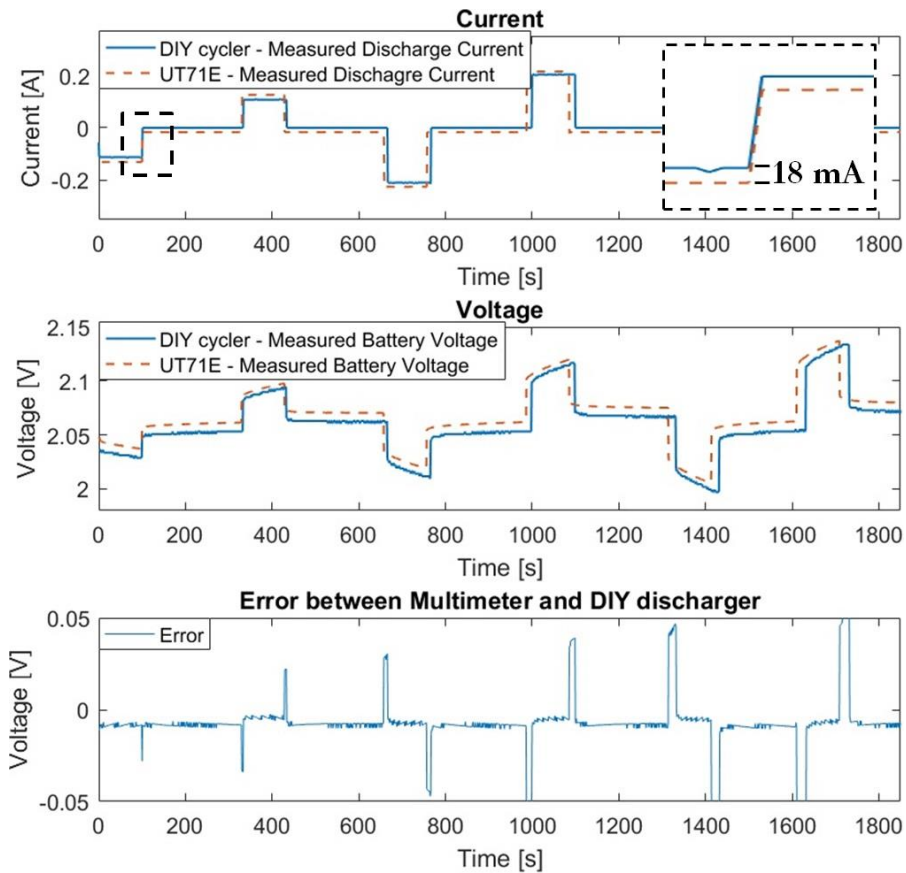 Current
DIY cycler - Measured Discharge Current
UT71E - Measured Dischagre Current
0.2
0
-0.2
Current [A]
18 mA
0 200 400 600 800 1000 1200 1400 1600 1800
Time [s]
Voltage
DIY cycler - Measured Battery Voltage
UT71E - Measured Battery Voltage
2.15
2.1
2.05
2
Voltage [V]
0 200 400 600 800 1000 1200 1400 1600 1800
Time [s]
Error between Multimeter and DIY discharger
Error
0.05
0
-0.05
Voltage [V]
0 200 400 600 800 1000 1200 1400 1600 1800
Time [s]